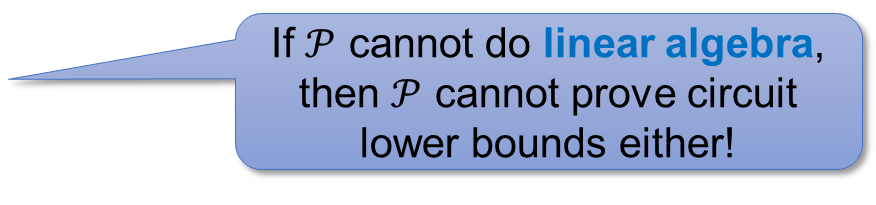 If 𝒫 cannot do linear algebra,
then 𝒫 cannot prove circuit
lower bounds either!